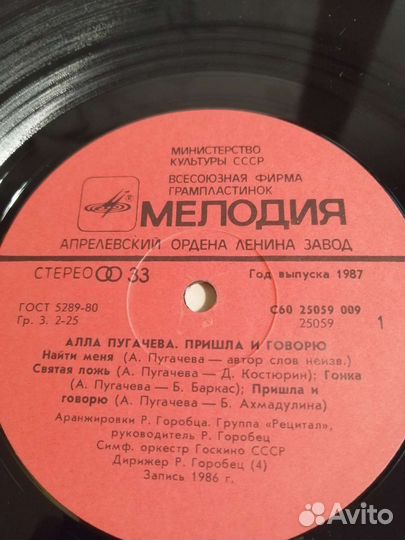 МИНИСТЕРСТВО
КУЛЬТУРЫ СССР
ВСЕСОЮЗНАЯ ФИРМА
ГРАМПЛАСТИНОК
МЕЛОДИЯ
АПРЕЛЕВСКИЙ ОРДЕНА ЛЕНИНА ЗАВОД
СТЕРЕО 33 Год выпуска 1987
ГОСТ 5289-80 С60 25059 009
Гр. 3. 2-25 25059 1
АЛЛА ПУГАЧЕВА. ПРИШЛА И ГОВОРЮ
Найти меня (А. Пугачева — автор слов неизв.)
Святая ложь (А. Пугачева — Д. Костюрин); Гонка
(А. Пугачева — Б. Баркас); Пришла и
говорю (А. Пугачева — Б. Ахмадулина)
Аранжировки Р. Горобца. Группа «Рецитал»,
руководитель Р. Горобец
Симф. оркестр Госкино СССР
Дирижер Р. Горобец (4)
Запись 1986 г.
Avito